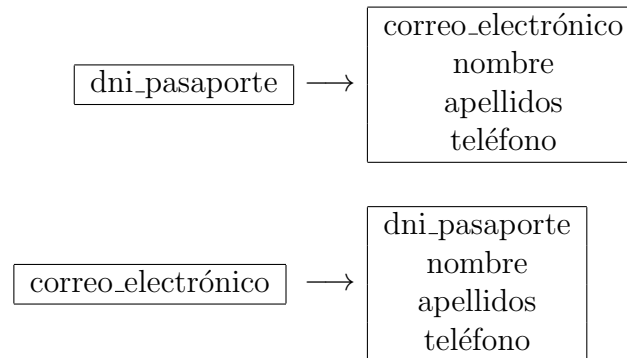 dni_pasaporte ⟶
correo_electrónico
nombre
apellidos
teléfono
correo_electrónico ⟶
dni_pasaporte
nombre
apellidos
teléfono